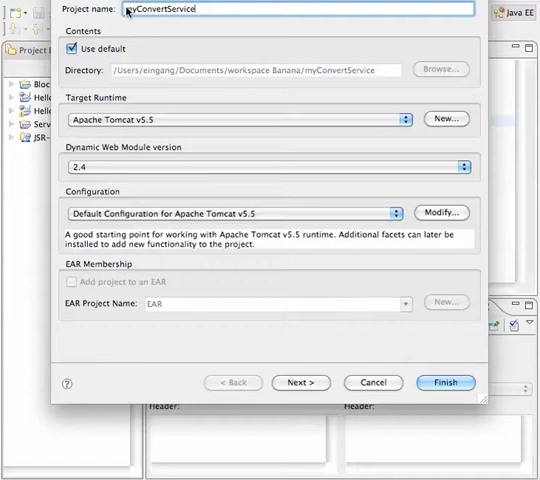 Project name: myConvertService
Java EE
Contents
Project
Use default
Directory: /Users/eingang/Documents/workspace Banana/myConvertService Browse...
Bloc
Target Runtime
Hello
Hello
Apache Tomcat v5.5 New...
Serv
JSR-
Dynamic Web Module version
2.4
Configuration
Default Configuration for Apache Tomcat v5.5 Modify...
A good starting point for working with Apache Tomcat v5.5 runtime. Additional facets can later be
installed to add new functionality to the project.
EAR Membership
Add project to an EAR
EAR Project Name: EAR New...
? < Back Next > Cancel Finish
Header: Header: